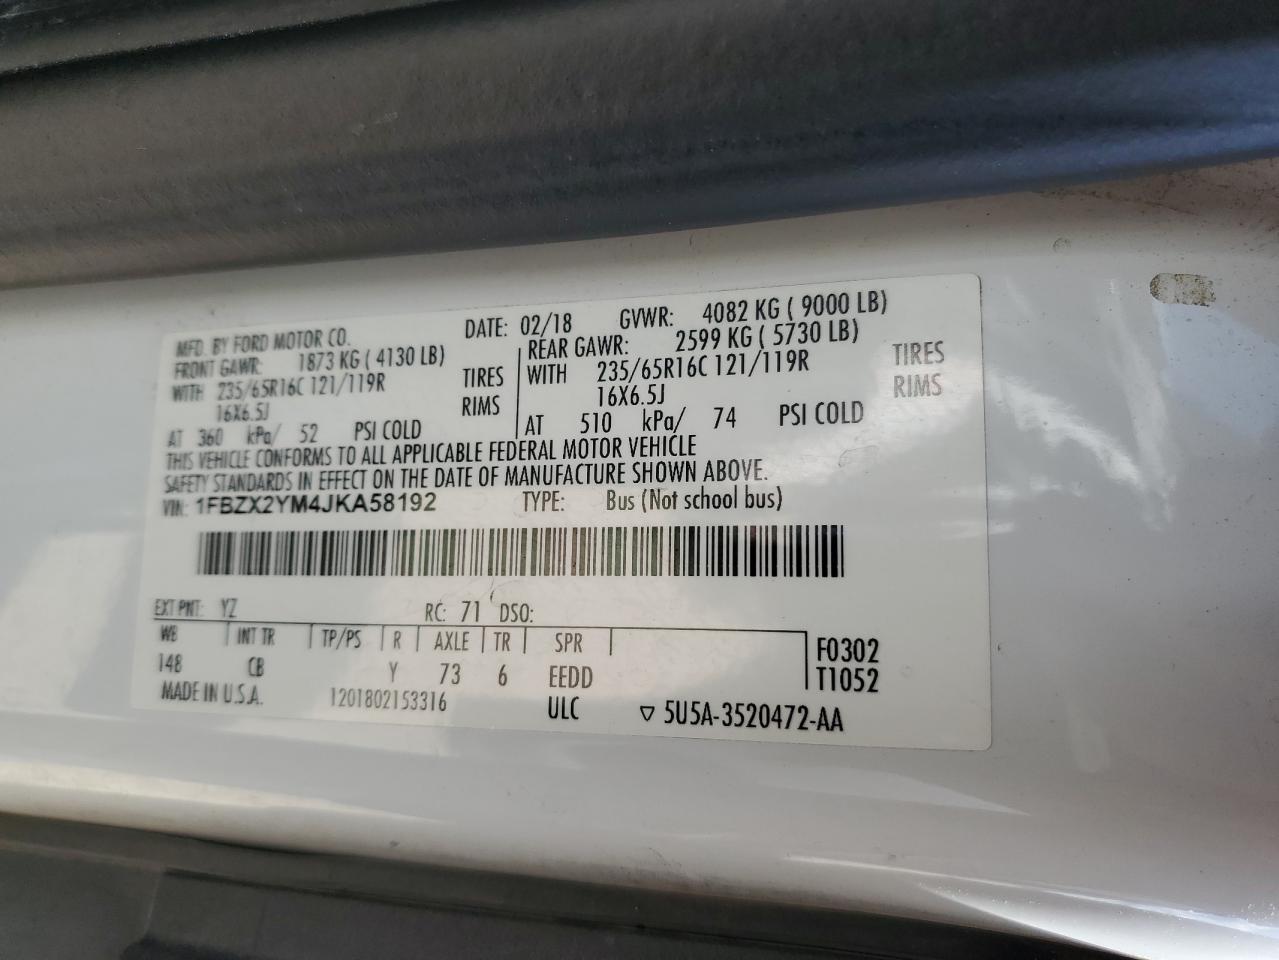 MFD. BY FORD MOTOR CO. DATE: 02/18 GVWR: 4082 KG ( 9000 LB)
FRONT GAWR: 1873 KG ( 4130 LB) REAR GAWR: 2599 KG ( 5730 LB)
WITH 235/65R16C 121/119R TIRES WITH 235/65R16C 121/119R TIRES
16X6.5J RIMS 16X6.5J RIMS
AT 360 kPa/ 52 PSI COLD AT 510 kPa/ 74 PSI COLD
THIS VEHICLE CONFORMS TO ALL APPLICABLE FEDERAL MOTOR VEHICLE
SAFETY STANDARDS IN EFFECT ON THE DATE OF MANUFACTURE SHOWN ABOVE.
VIN: 1FBZX2YM4JKA58192 TYPE: Bus (Not school bus)
EXT PNT: YZ RC: 71 DSO:
WB INT TR TP/PS R AXLE TR SPR F0302
148 CB Y 73 6 EEDD T1052
MADE IN U.S.A. 1201802153316 ULC ▽ 5U5A-3520472-AA